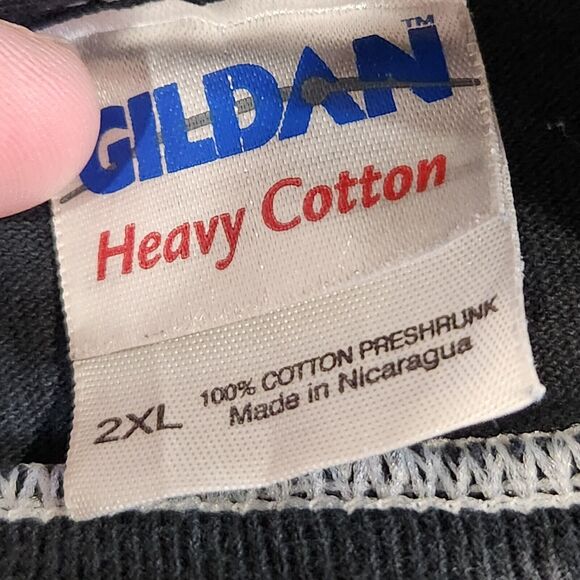 GILDAN™
Heavy Cotton
100% COTTON PRESHRUNK
2XL Made in Nicaragua